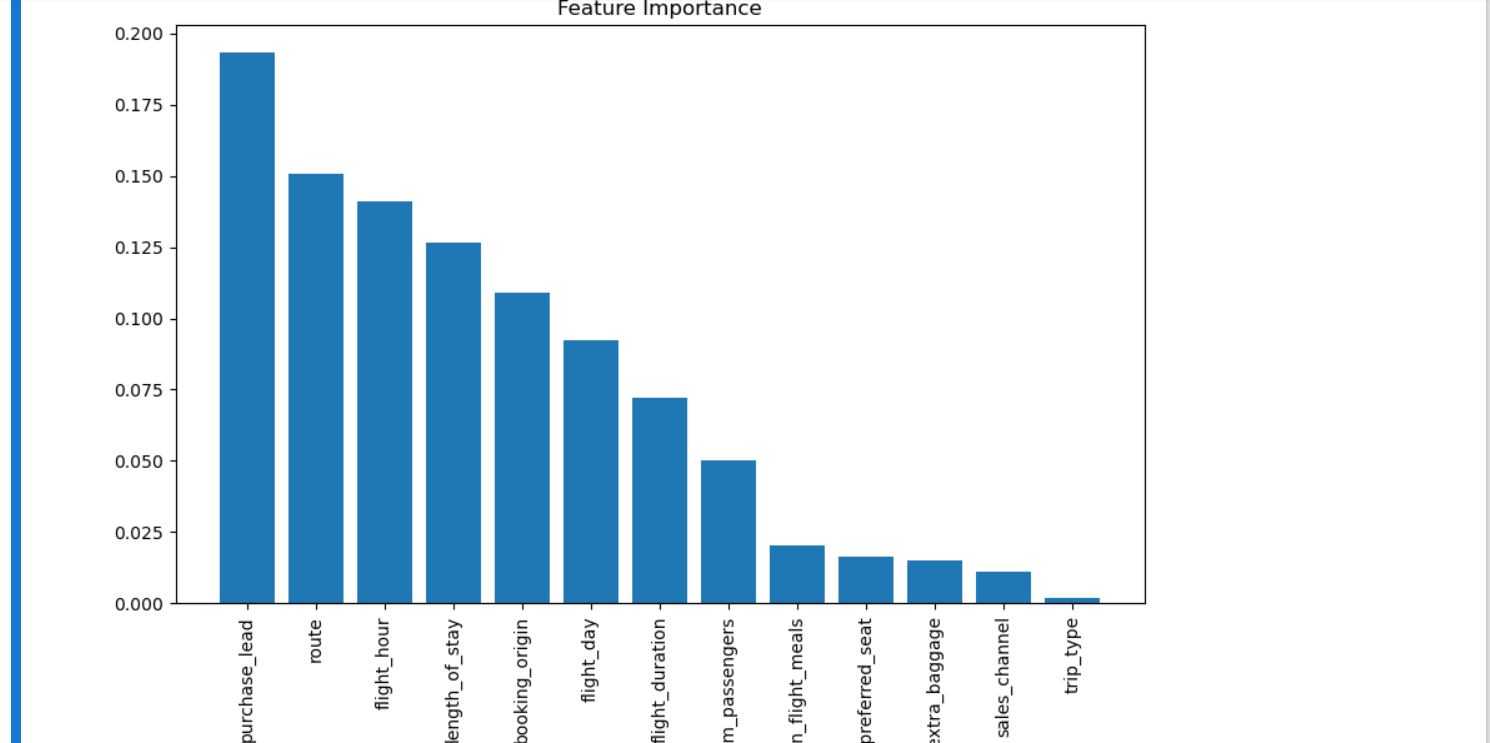 Feature Importance
0.200
0.175
0.150
0.125
0.100
0.075
0.050
0.025
0.000
purchase_lead
route
flight_hour
length_of_stay
booking_origin
flight_day
flight_duration
m_passengers
n_flight_meals
preferred_seat
extra_baggage
sales_channel
trip_type